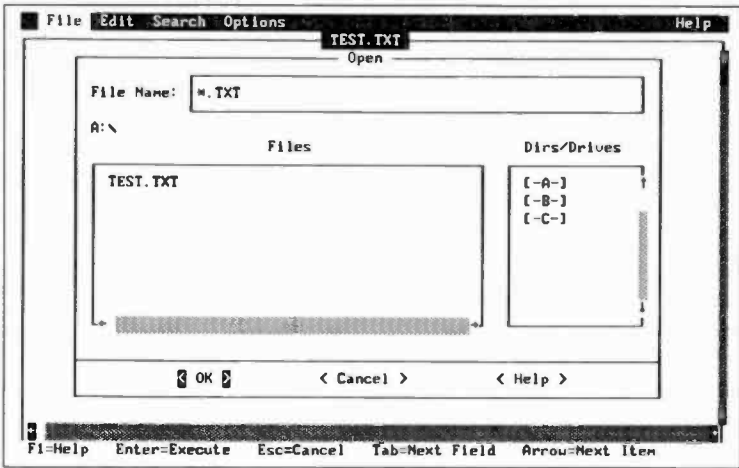 File Edit Search Options Help
TEST.TXT
Open
File Name: *.TXT
A:\
Files Dirs/Drives
TEST.TXT [-A-]
[-B-]
[-C-]
< OK > < Cancel > < Help >
F1=Help Enter=Execute Esc=Cancel Tab=Next Field Arrow=Next Item